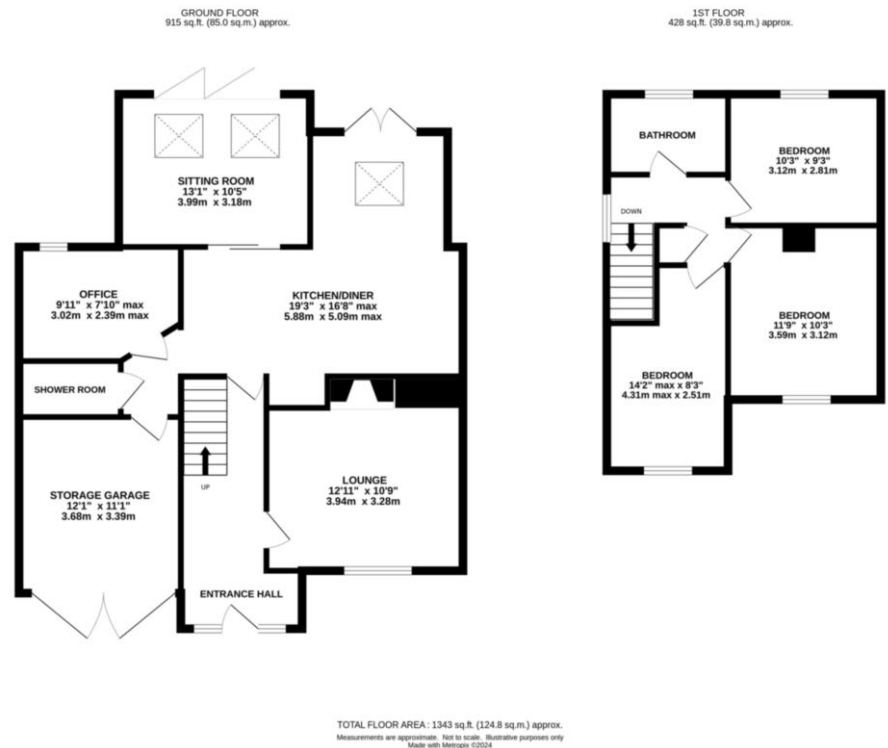 GROUND FLOOR
915 sq.ft. (85.0 sq.m.) approx.
1ST FLOOR
428 sq.ft. (39.8 sq.m.) approx.
SITTING ROOM
13'1" x 10'5"
3.99m x 3.18m
OFFICE
9'11" x 7'10" max
3.02m x 2.39m max
KITCHEN/DINER
19'3" x 16'8" max
5.88m x 5.09m max
SHOWER ROOM
STORAGE GARAGE
12'1" x 11'1"
3.68m x 3.39m
UP
LOUNGE
12'11" x 10'9"
3.94m x 3.28m
ENTRANCE HALL
BATHROOM
BEDROOM
10'3" x 9'3"
3.12m x 2.81m
DOWN
BEDROOM
11'9" x 10'3"
3.59m x 3.12m
BEDROOM
14'2" max x 8'3"
4.31m max x 2.51m
TOTAL FLOOR AREA : 1343 sq.ft. (124.8 sq.m.) approx.
Measurements are approximate. Not to scale. Illustrative purposes only
Made with Metropix ©2024